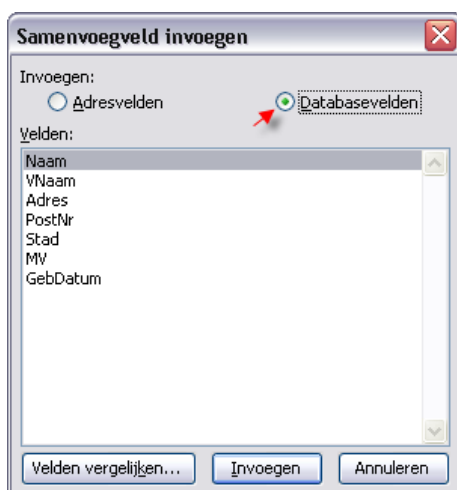 Samenvoegveld invoegen
Invoegen:
Adresvelden Databasevelden
Velden:
Naam
VNaam
Adres
PostNr
Stad
MV
GebDatum
Velden vergelijken... Invoegen Annuleren